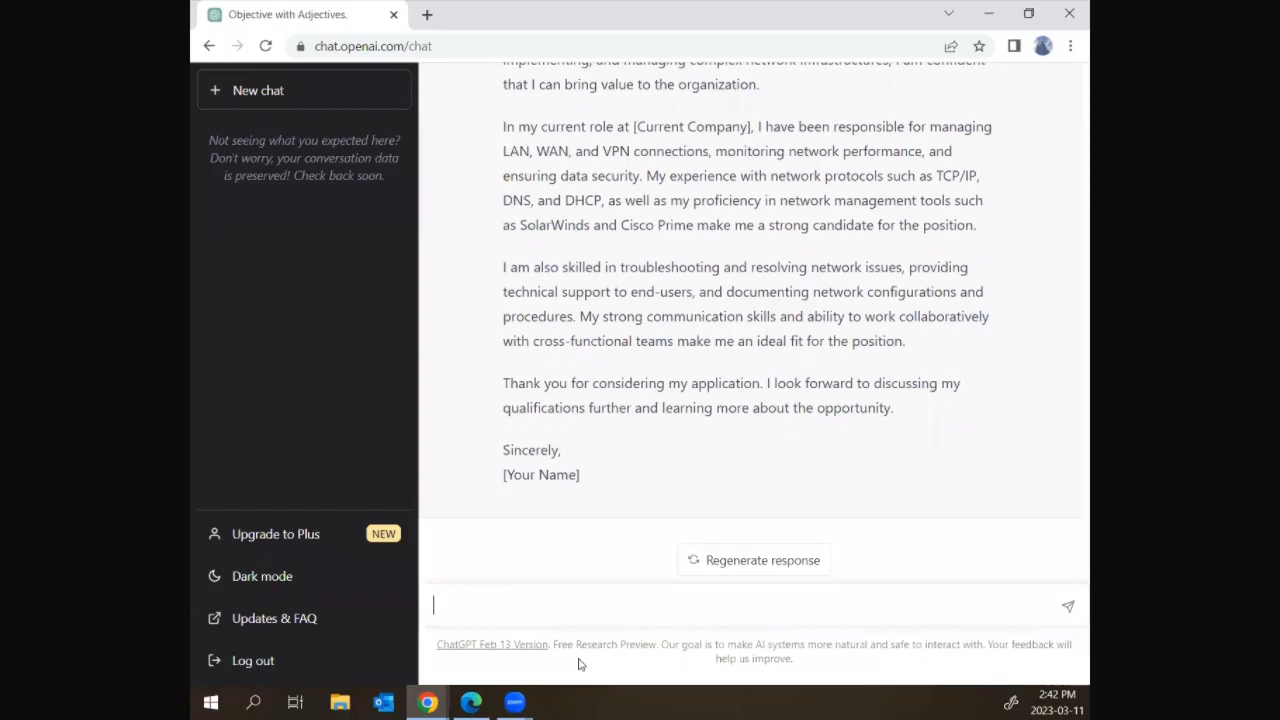 Objective with Adjectives.
chat.openai.com/chat
New chat
Not seeing what you expected here?
Don't worry, your conversation data
is preserved! Check back soon.
Upgrade to Plus NEW
Dark mode
Updates & FAQ
Log out
implementing, and managing complex network infrastructures, I am confident
that I can bring value to the organization.
In my current role at [Current Company], I have been responsible for managing
LAN, WAN, and VPN connections, monitoring network performance, and
ensuring data security. My experience with network protocols such as TCP/IP,
DNS, and DHCP, as well as my proficiency in network management tools such
as SolarWinds and Cisco Prime make me a strong candidate for the position.
I am also skilled in troubleshooting and resolving network issues, providing
technical support to end-users, and documenting network configurations and
procedures. My strong communication skills and ability to work collaboratively
with cross-functional teams make me an ideal fit for the position.
Thank you for considering my application. I look forward to discussing my
qualifications further and learning more about the opportunity.
Sincerely,
[Your Name]
Regenerate response
ChatGPT Feb 13 Version. Free Research Preview. Our goal is to make AI systems more natural and safe to interact with. Your feedback will
help us improve.
zoom
2:42 PM
2023-03-11